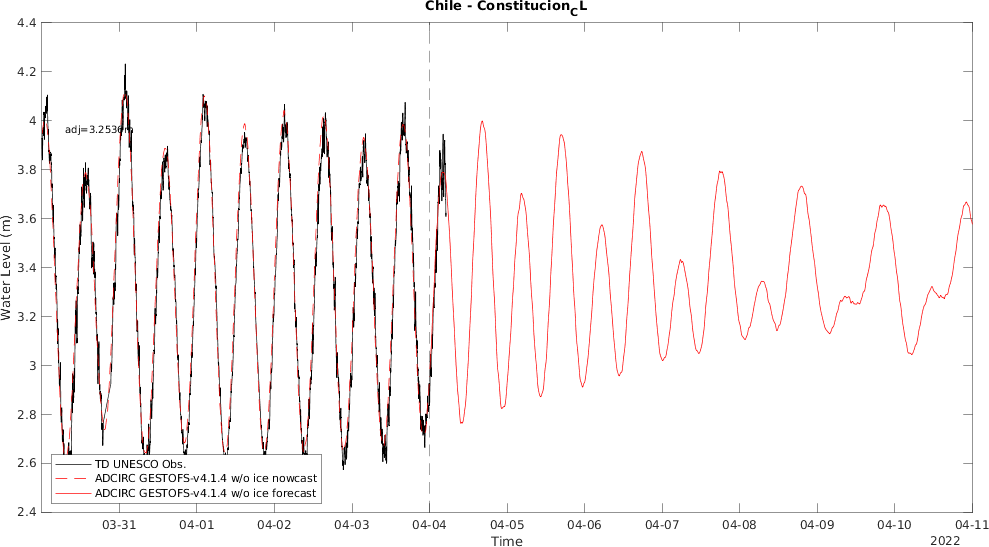 Chile - Constitucion_CL
4.4
4.2
4
3.8
3.6
3.4
3.2
3
2.8
2.6
2.4
Water Level (m)
adj=3.2536
TD UNESCO Obs.
ADCIRC GESTOFS-v4.1.4 w/o ice nowcast
ADCIRC GESTOFS-v4.1.4 w/o ice forecast
03-31 04-01 04-02 04-03 04-04 04-05 04-06 04-07 04-08 04-09 04-10 04-11
Time
2022